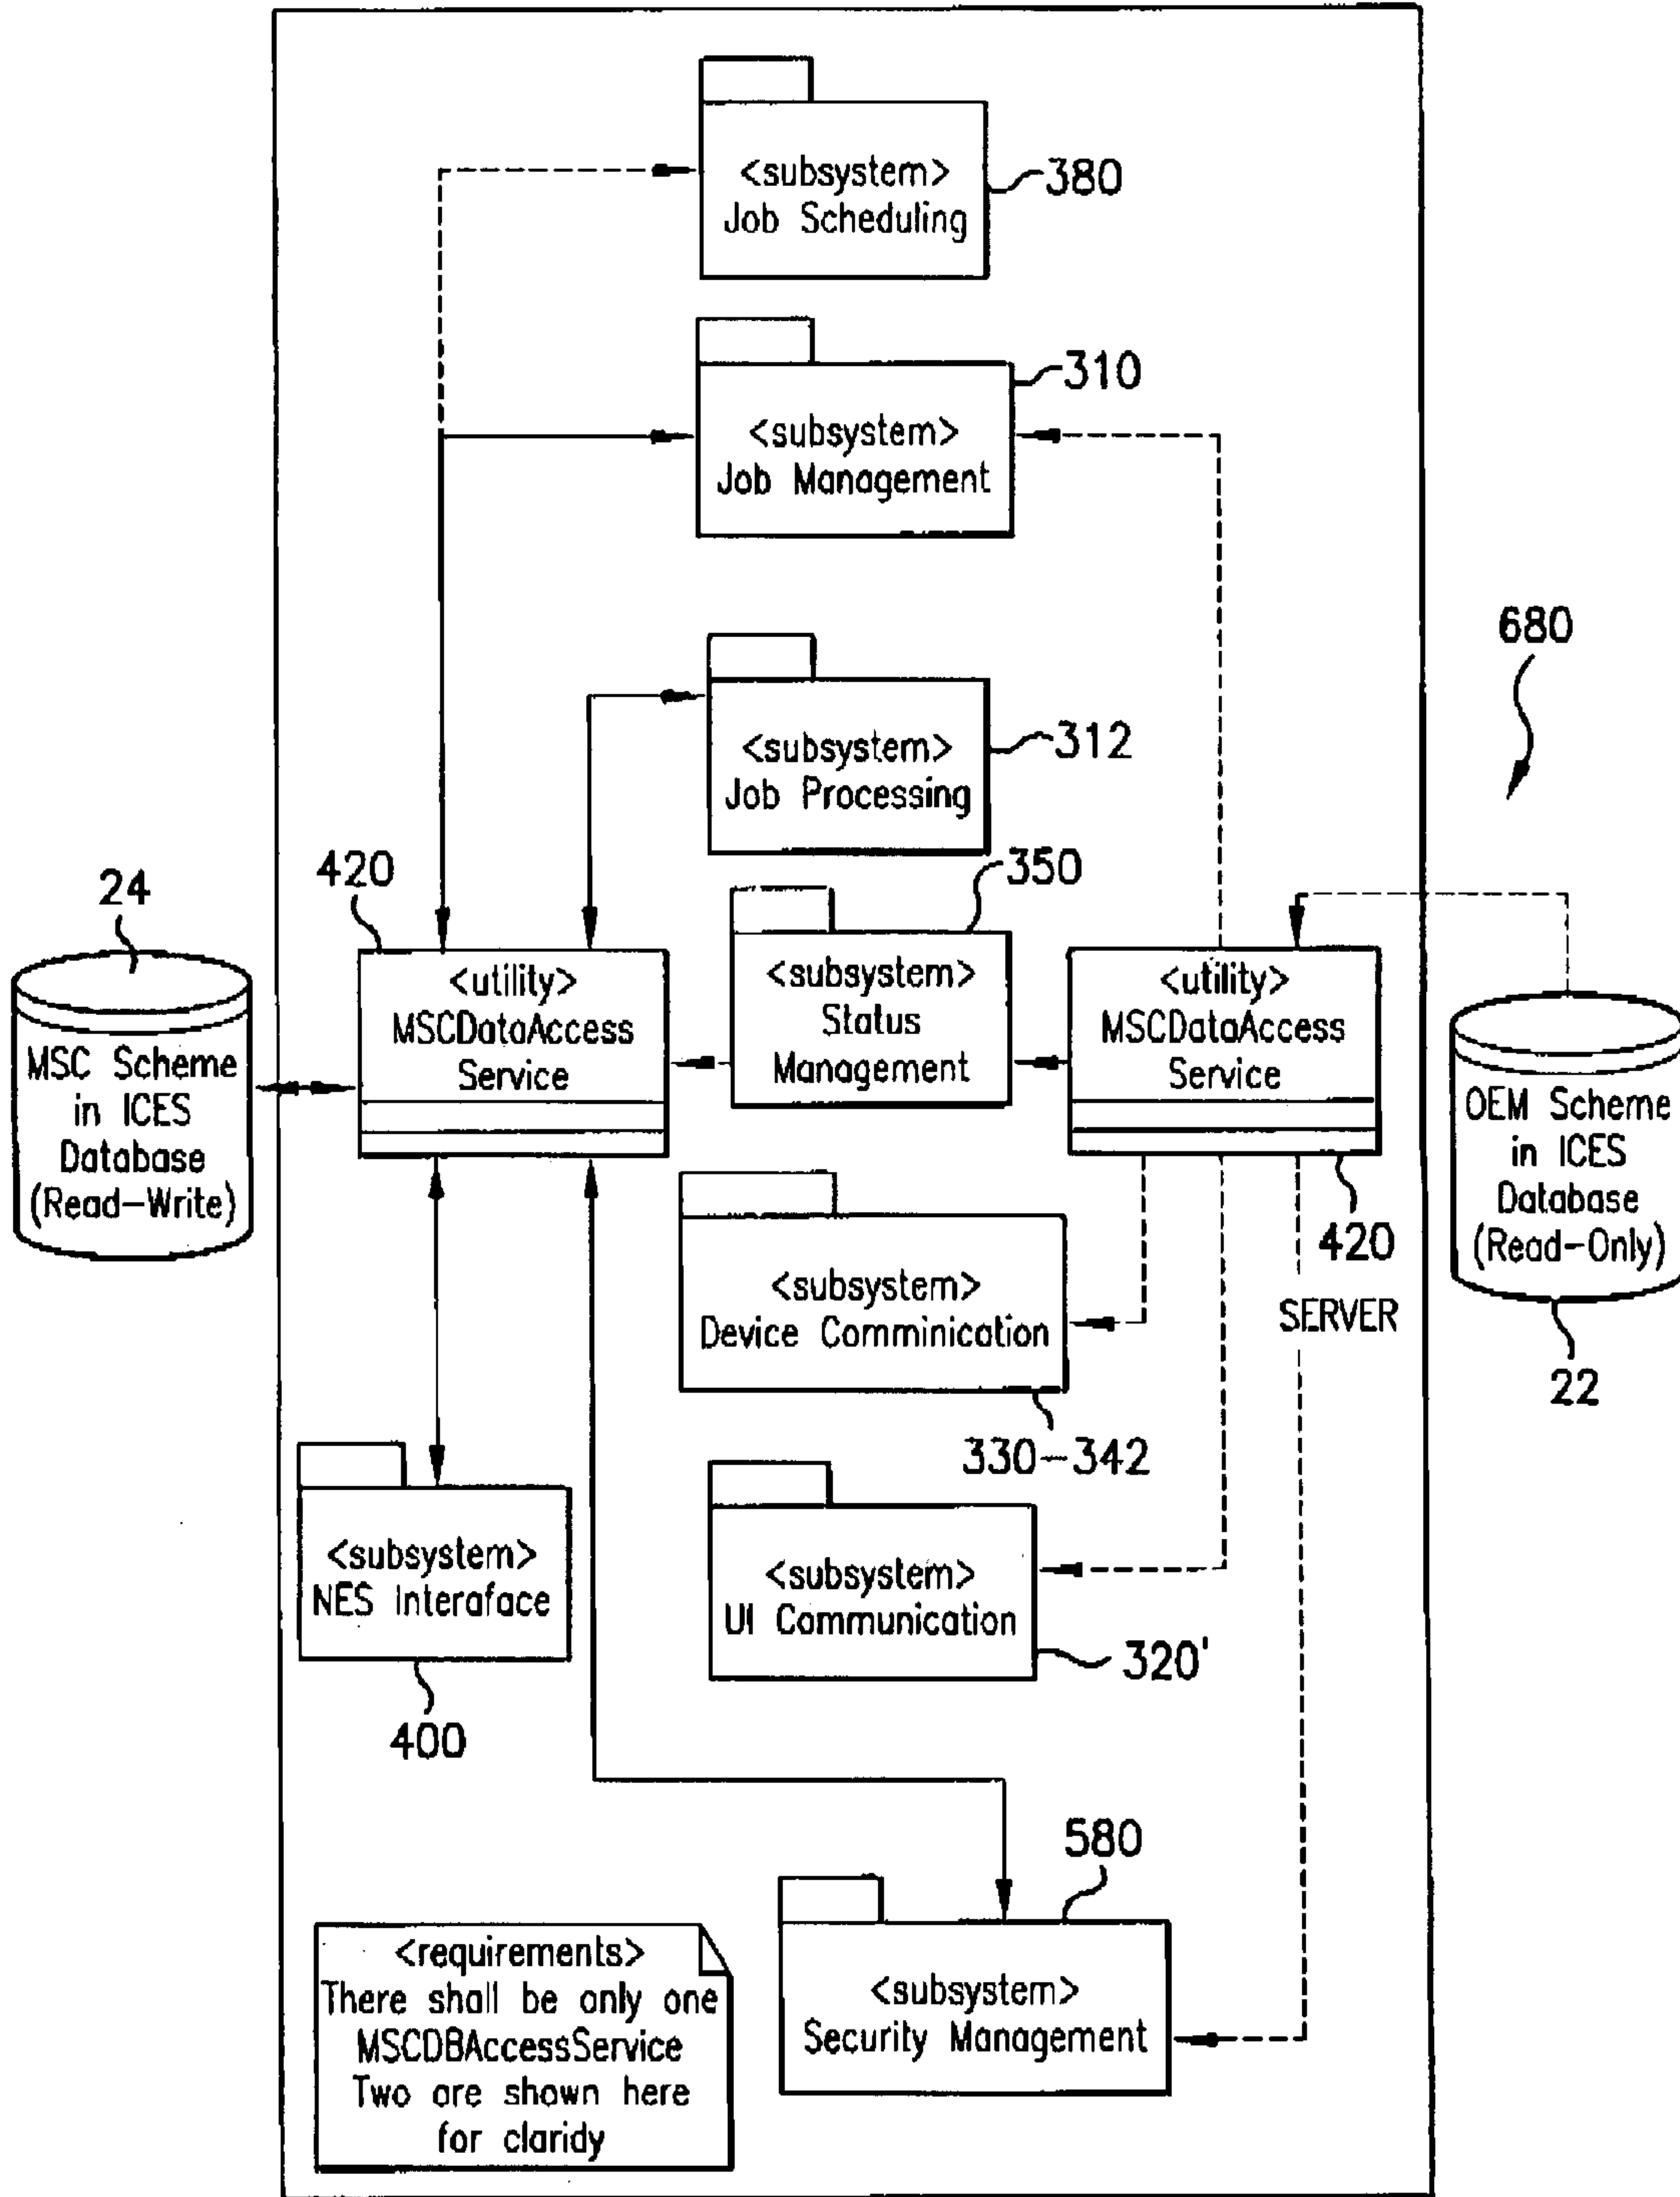 <subsystem>
Job Scheduling
380
<subsystem>
Job Management
310
680
<subsystem>
Job Processing
312
24
MSC Scheme
in ICES
Database
(Read-Write)
420
<utility>
MSCDataAccess
Service
350
<subsystem>
Status
Management
<utility>
MSCDataAccess
Service
420
SERVER
OEM Scheme
in ICES
Database
(Read-Only)
22
<subsystem>
Device Comminication
330-342
<subsystem>
NES Interaface
400
<subsystem>
UI Communication
320'
580
<subsystem>
Security Management
<requirements>
There shall be only one
MSCDBAccessService
Two are shown here
for claridy